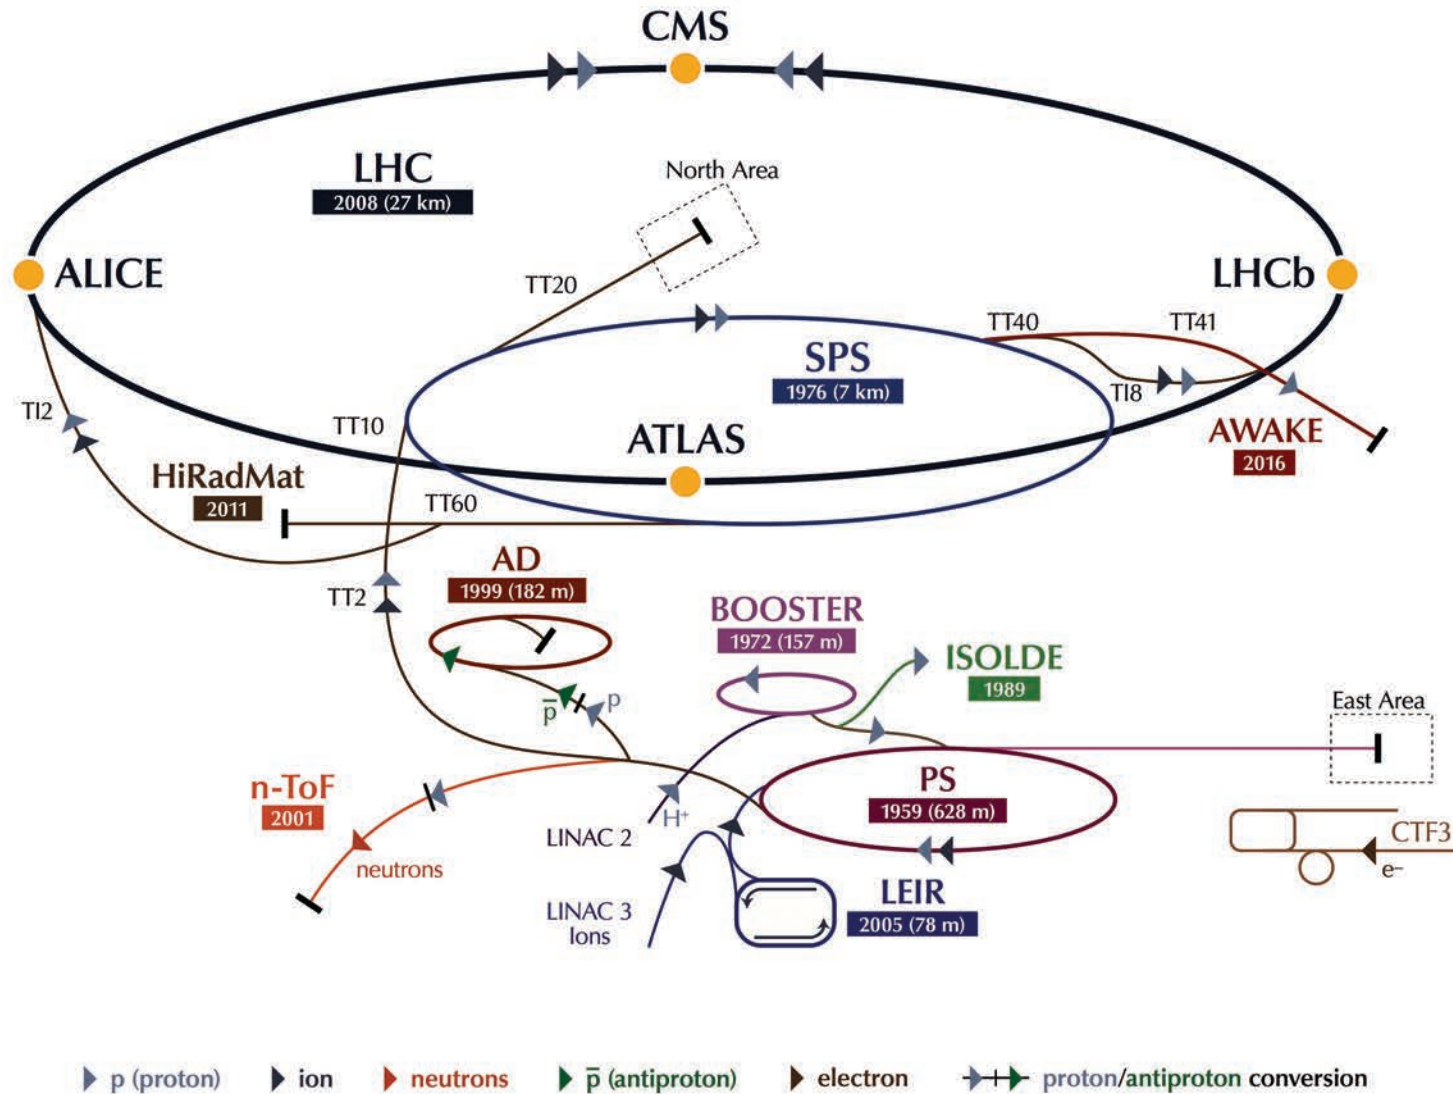 CMS
LHC
2008 (27 km)
North Area
ALICE
LHCb
TT20
TT40
TT41
SPS
1976 (7 km)
TI8
TI2
TT10
ATLAS
AWAKE
2016
HiRadMat
2011
TT60
AD
1999 (182 m)
TT2
BOOSTER
1972 (157 m)
ISOLDE
1989
p̅
p
East Area
n-ToF
2001
PS
1959 (628 m)
H⁺
LINAC 2
neutrons
CTF3
e⁻
LEIR
2005 (78 m)
LINAC 3
Ions
p (proton)
ion
neutrons
p̅ (antiproton)
electron
proton/antiproton conversion